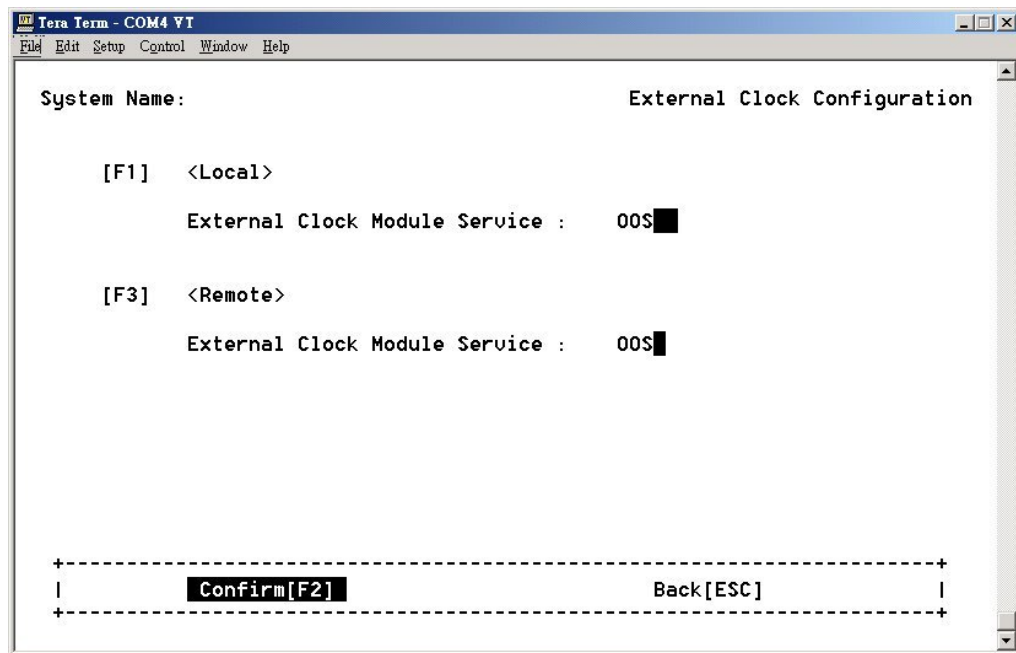 Tera Term - COM4 VT
File Edit Setup Control Window Help
System Name: External Clock Configuration
[F1] <Local>
External Clock Module Service : OOS
[F3] <Remote>
External Clock Module Service : OOS
Confirm[F2] Back[ESC]